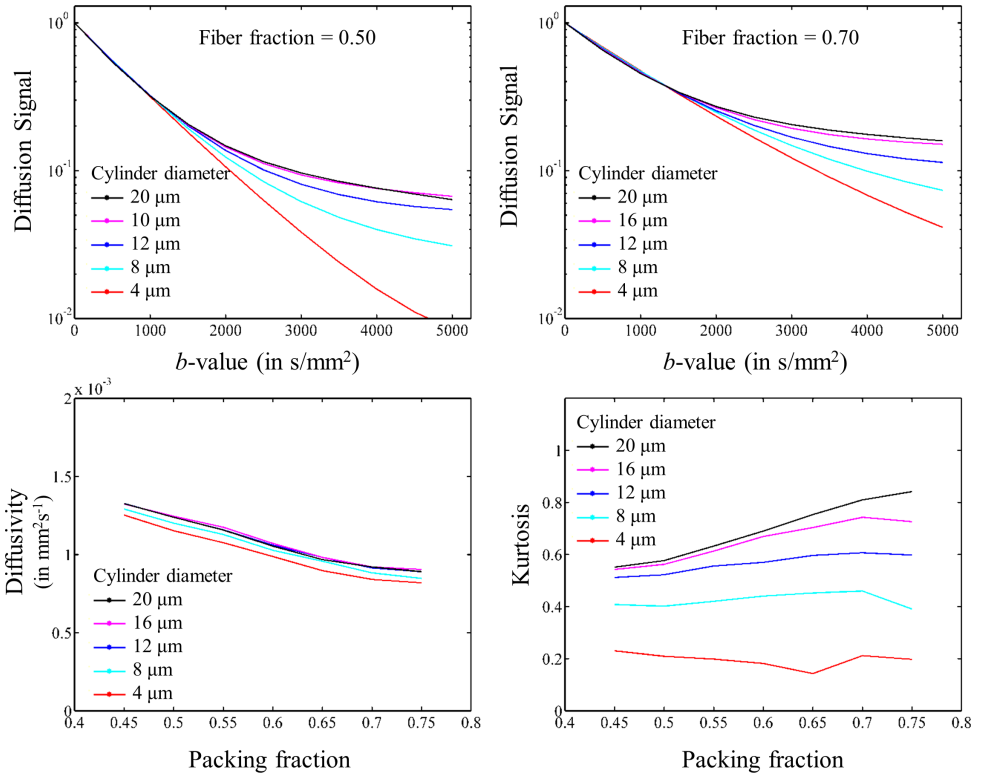 Fiber fraction = 0.50
Diffusion Signal
10^0
10^-1
10^-2
Cylinder diameter
20 μm
10 μm
12 μm
8 μm
4 μm
0 1000 2000 3000 4000 5000
b-value (in s/mm²)
Fiber fraction = 0.70
Diffusion Signal
10^0
10^-1
10^-2
Cylinder diameter
20 μm
16 μm
12 μm
8 μm
4 μm
0 1000 2000 3000 4000 5000
b-value (in s/mm²)
x 10^-3
2
1.5
1
0.5
0
Diffusivity
(in mm²s⁻¹)
Cylinder diameter
20 μm
16 μm
12 μm
8 μm
4 μm
0.4 0.45 0.5 0.55 0.6 0.65 0.7 0.75 0.8
Packing fraction
Kurtosis
1
0.8
0.6
0.4
0.2
0
Cylinder diameter
20 μm
16 μm
12 μm
8 μm
4 μm
0.4 0.45 0.5 0.55 0.6 0.65 0.7 0.75 0.8
Packing fraction